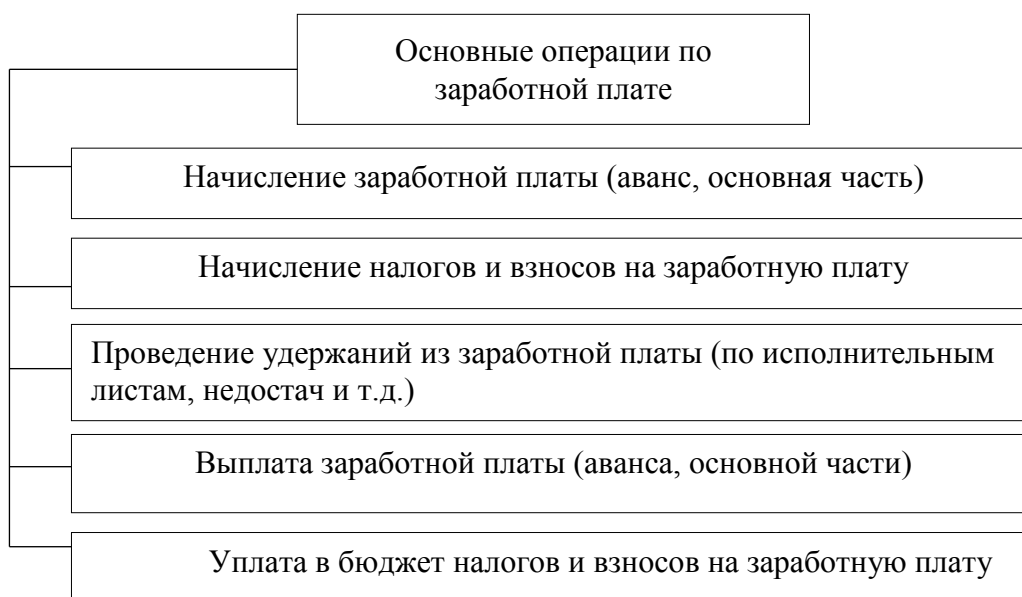 Основные операции по
заработной плате
Начисление заработной платы (аванс, основная часть)
Начисление налогов и взносов на заработную плату
Проведение удержаний из заработной платы (по исполнительным
листам, недостач и т.д.)
Выплата заработной платы (аванса, основной части)
Уплата в бюджет налогов и взносов на заработную плату